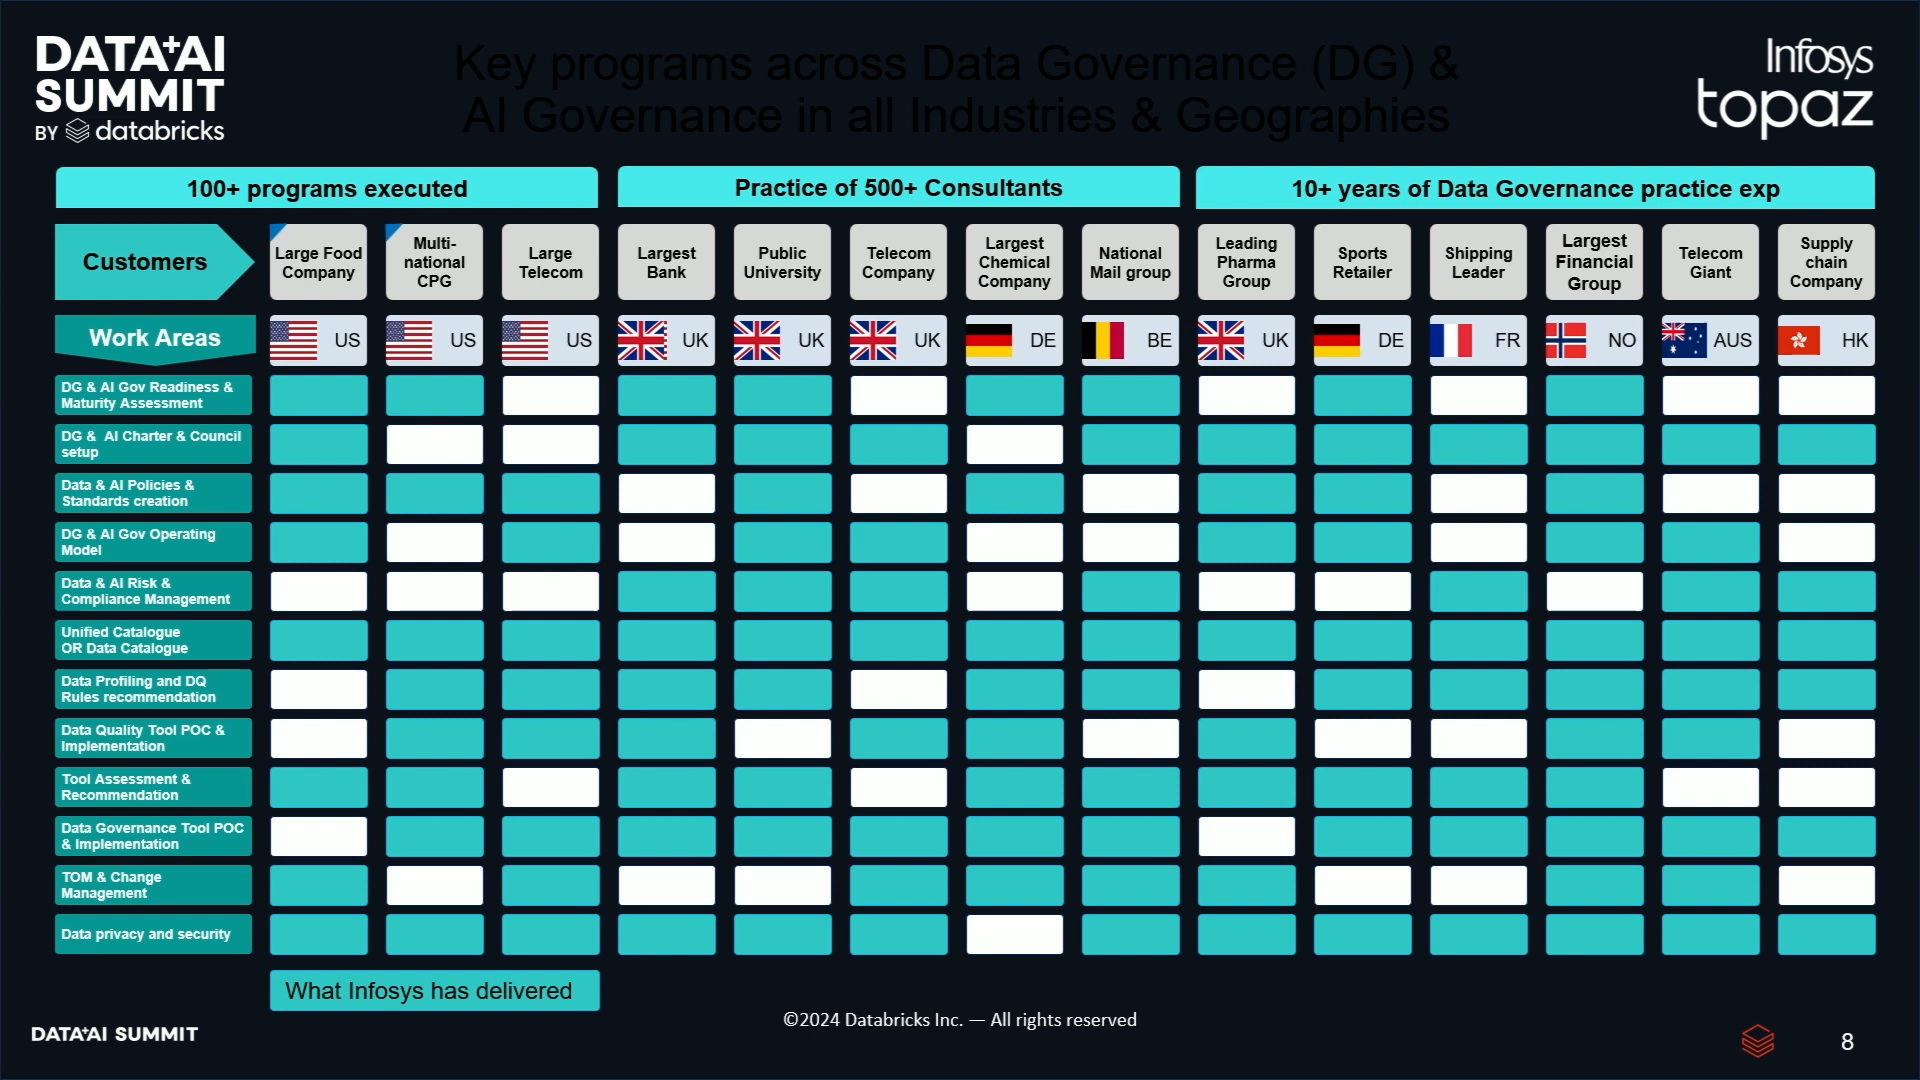 DATA+AI
SUMMIT
BY databricks
Key programs across Data Governance (DG) &
AI Governance in all Industries & Geographies
Infosys
topaz
100+ programs executed
Practice of 500+ Consultants
10+ years of Data Governance practice exp
Customers
Large Food
Company
Multi-
national
CPG
Large
Telecom
Largest
Bank
Public
University
Telecom
Company
Largest
Chemical
Company
National
Mail group
Leading
Pharma
Group
Sports
Retailer
Shipping
Leader
Largest
Financial
Group
Telecom
Giant
Supply
chain
Company
Work Areas
US
US
US
UK
UK
UK
DE
BE
UK
DE
FR
NO
AUS
HK
DG & AI Gov Readiness &
Maturity Assessment
DG & AI Charter & Council
setup
Data & AI Policies &
Standards creation
DG & AI Gov Operating
Model
Data & AI Risk &
Compliance Management
Unified Catalogue
OR Data Catalogue
Data Profiling and DQ
Rules recommendation
Data Quality Tool POC &
Implementation
Tool Assessment &
Recommendation
Data Governance Tool POC
& Implementation
TOM & Change
Management
Data privacy and security
What Infosys has delivered
©2024 Databricks Inc. — All rights reserved
DATA+AI SUMMIT
8